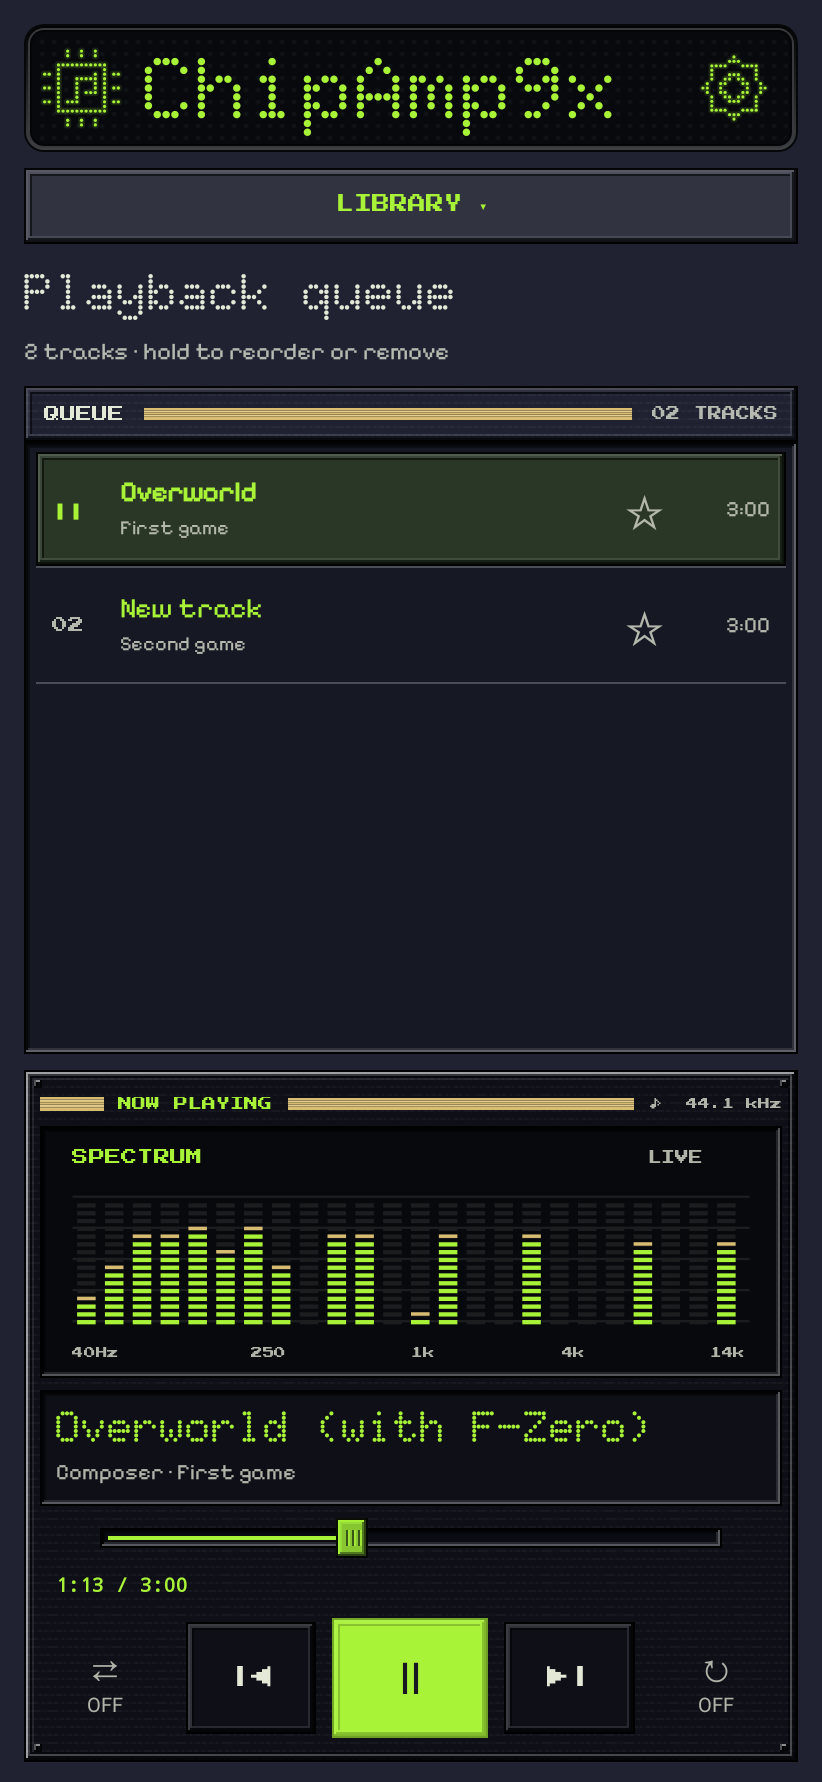 ChipAmp9x
LIBRARY ▾
Playback queue
2 tracks · hold to reorder or remove
QUEUE 02 TRACKS
Overworld
First game
3:00
02
New track
Second game
3:00
NOW PLAYING ♪ 44.1 kHz
SPECTRUM LIVE
40Hz 250 1k 4k 14k
Overworld (with F-Zero)
Composer · First game
1:13 / 3:00
OFF OFF